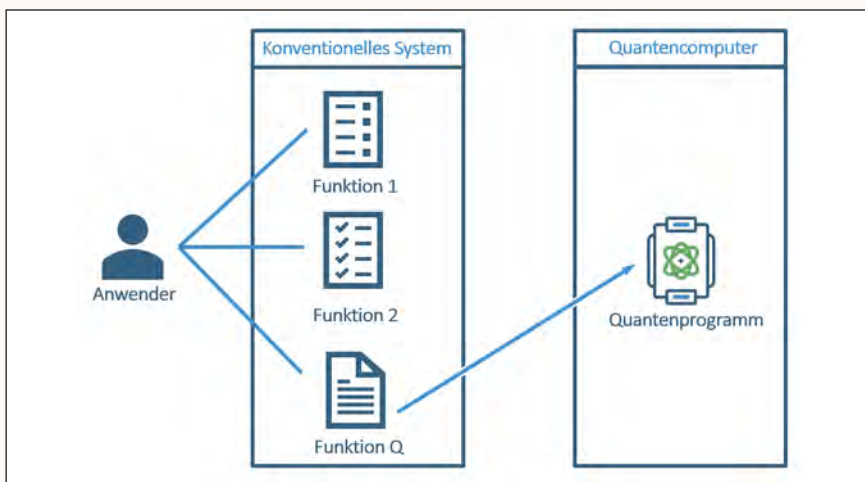 Konventionelles System
Quantencomputer
Funktion 1
Funktion 2
Funktion Q
Anwender
Quantenprogramm